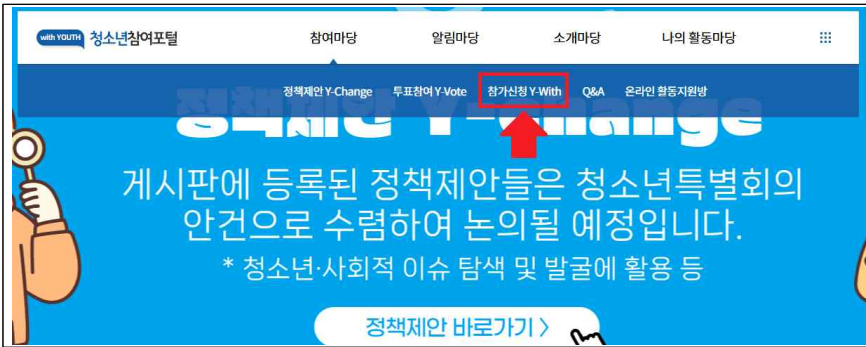 with YOUTH 청소년참여포털 참여마당 알림마당 소개마당 나의 활동마당
정책제안 Y-Change 투표참여 Y-Vote 참가신청 Y-With Q&A 온라인 활동지원방
정책제안 Y-Change
게시판에 등록된 정책제안들은 청소년특별회의
안건으로 수렴하여 논의될 예정입니다.
* 청소년·사회적 이슈 탐색 및 발굴에 활용 등
정책제안 바로가기 〉